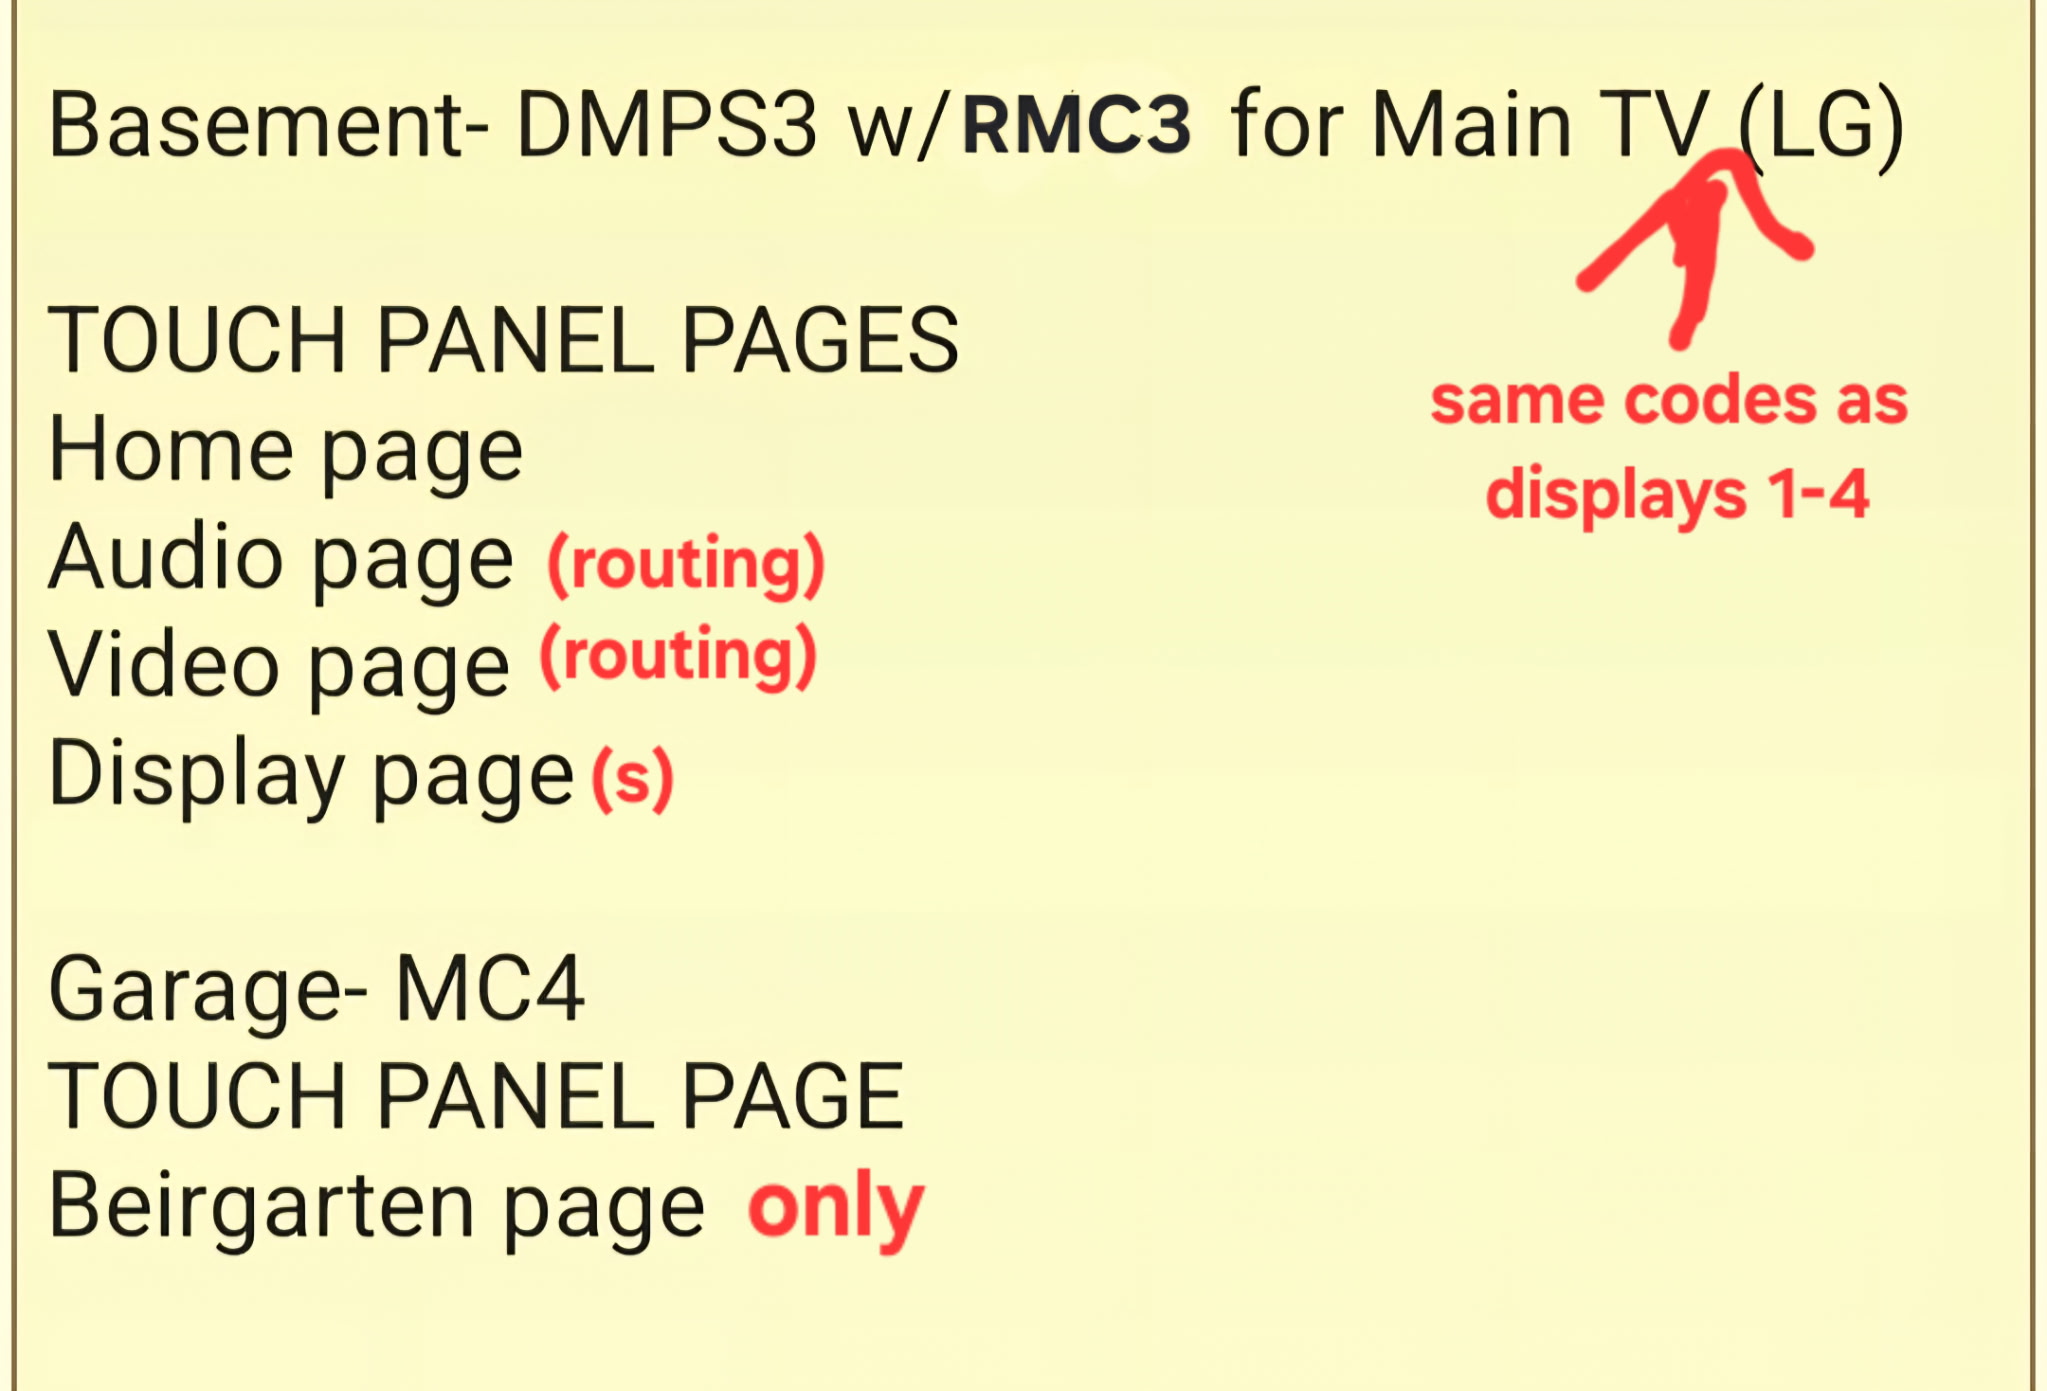 Basement- DMPS3 w/RMC3 for Main TV (LG)
same codes as
displays 1-4
TOUCH PANEL PAGES
Home page
Audio page (routing)
Video page (routing)
Display page(s)
Garage- MC4
TOUCH PANEL PAGE
Beirgarten page only